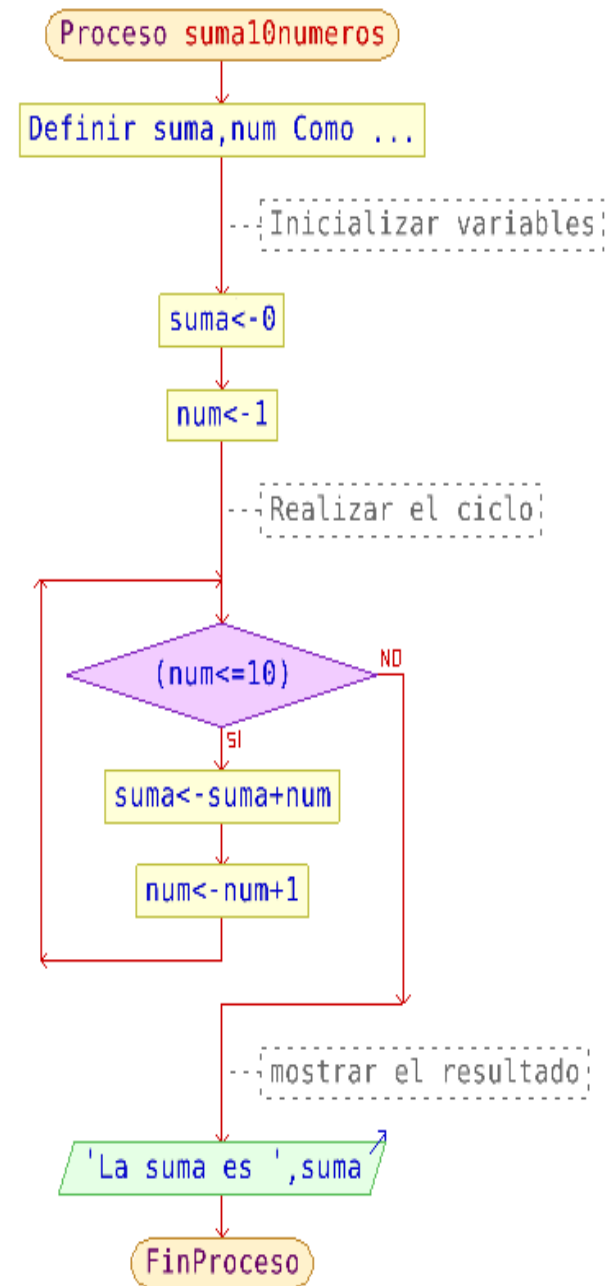 Proceso suma10numeros
Definir suma,num Como ...
Inicializar variables
suma<-0
num<-1
Realizar el ciclo
(num<=10)
NO
SI
suma<-suma+num
num<-num+1
mostrar el resultado
'La suma es ',suma
FinProceso